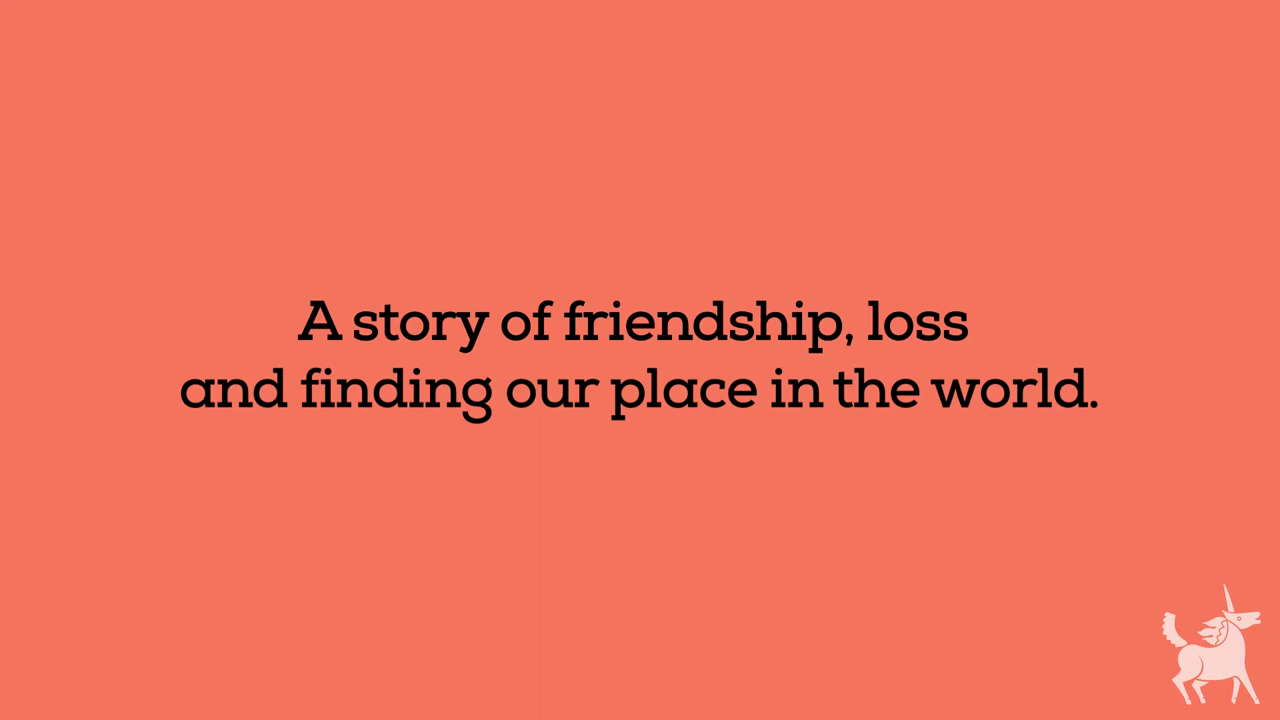 A story of friendship, loss
and finding our place in the world.